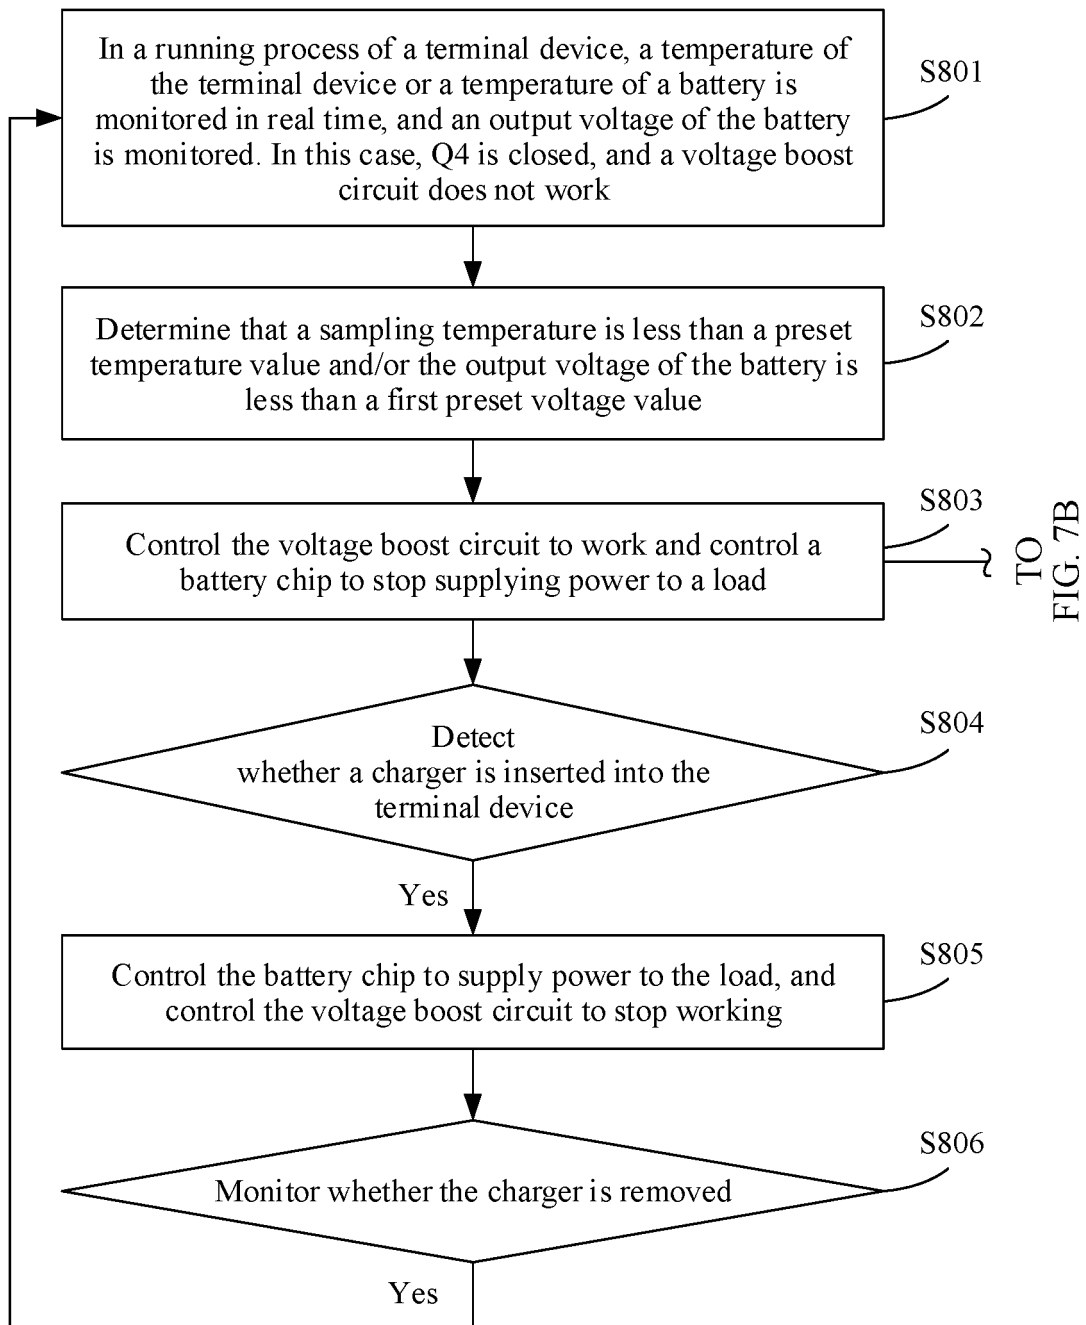 In a running process of a terminal device, a temperature of
the terminal device or a temperature of a battery is
monitored in real time, and an output voltage of the battery
is monitored. In this case, Q4 is closed, and a voltage boost
circuit does not work
S801
Determine that a sampling temperature is less than a preset
temperature value and/or the output voltage of the battery is
less than a first preset voltage value
S802
Control the voltage boost circuit to work and control a
battery chip to stop supplying power to a load
S803
TO
FIG. 7B
Detect
whether a charger is inserted into the
terminal device
S804
Yes
Control the battery chip to supply power to the load, and
control the voltage boost circuit to stop working
S805
Monitor whether the charger is removed
S806
Yes